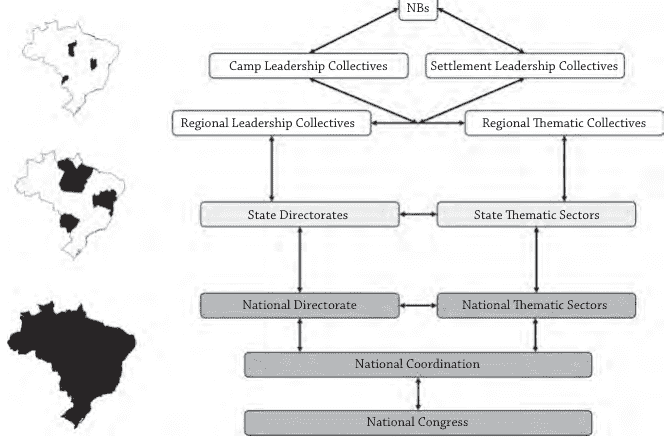 NBs
Camp Leadership Collectives
Settlement Leadership Collectives
Regional Leadership Collectives
Regional Thematic Collectives
State Directorates
State Thematic Sectors
National Directorate
National Thematic Sectors
National Coordination
National Congress